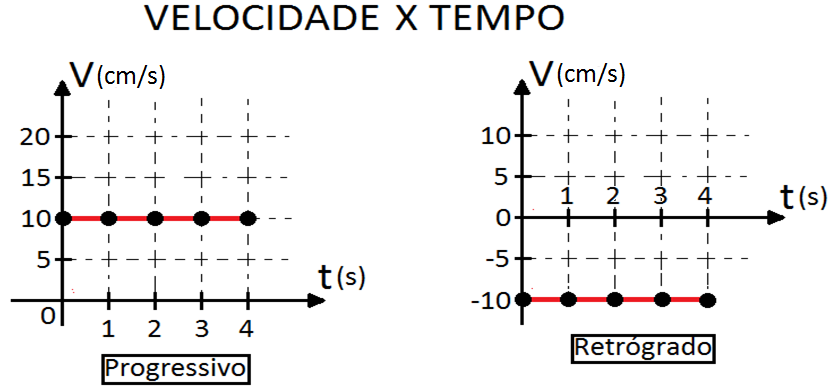 VELOCIDADE X TEMPO
V (cm/s)
20
15
10
5
0
1 2 3 4
t (s)
Progressivo
V (cm/s)
10
5
0
-5
-10
1 2 3 4
t (s)
Retrógrado